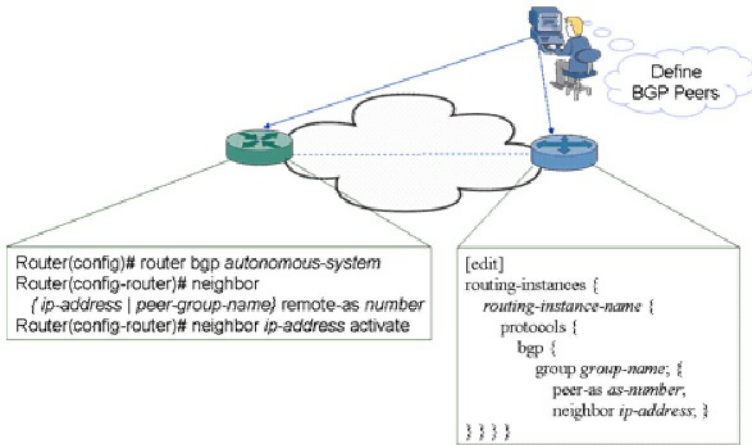 Define
BGP Peers
Router(config)# router bgp autonomous-system
Router(config-router)# neighbor
{ ip-address | peer-group-name} remote-as number
Router(config-router)# neighbor ip-address activate
[edit]
routing-instances {
routing-instance-name {
protocols {
bgp {
group group-name; {
peer-as as-number;
neighbor ip-address; }
} } } }